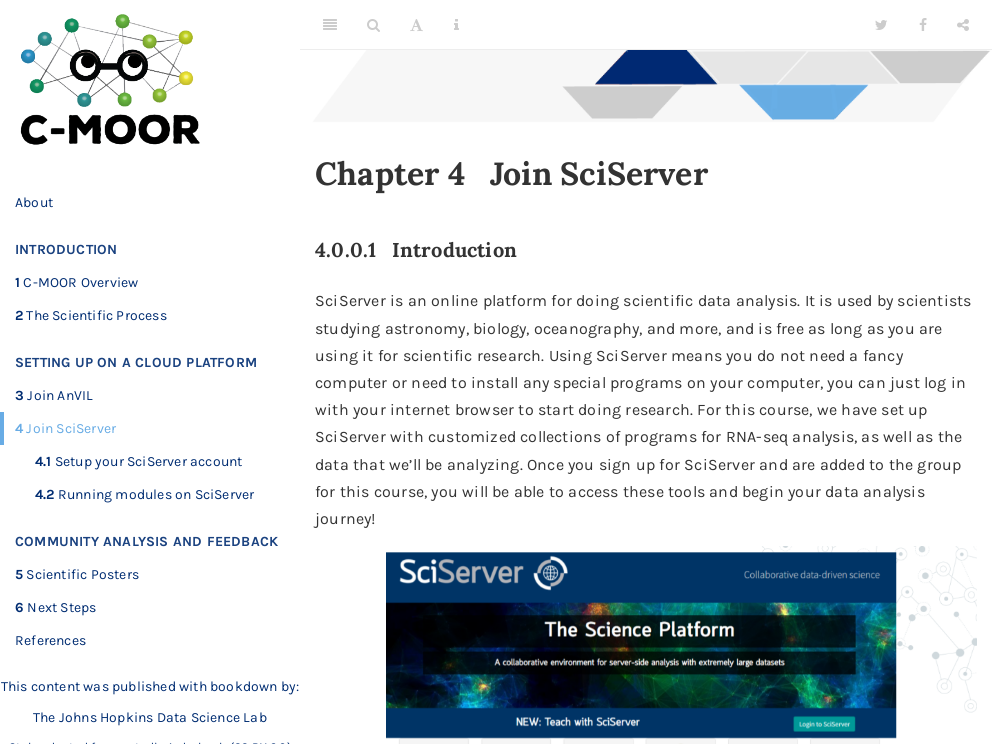 C-MOOR
About
INTRODUCTION
1 C-MOOR Overview
2 The Scientific Process
SETTING UP ON A CLOUD PLATFORM
3 Join AnVIL
4 Join SciServer
4.1 Setup your SciServer account
4.2 Running modules on SciServer
COMMUNITY ANALYSIS AND FEEDBACK
5 Scientific Posters
6 Next Steps
References
This content was published with bookdown by:
The Johns Hopkins Data Science Lab
Chapter 4 Join SciServer
4.0.0.1 Introduction
SciServer is an online platform for doing scientific data analysis. It is used by scientists
studying astronomy, biology, oceanography, and more, and is free as long as you are
using it for scientific research. Using SciServer means you do not need a fancy
computer or need to install any special programs on your computer, you can just log in
with your internet browser to start doing research. For this course, we have set up
SciServer with customized collections of programs for RNA-seq analysis, as well as the
data that we’ll be analyzing. Once you sign up for SciServer and are added to the group
for this course, you will be able to access these tools and begin your data analysis
journey!
SciServer
Collaborative data-driven science
The Science Platform
A collaborative environment for server-side analysis with extremely large datasets
NEW: Teach with SciServer
Login to SciServer